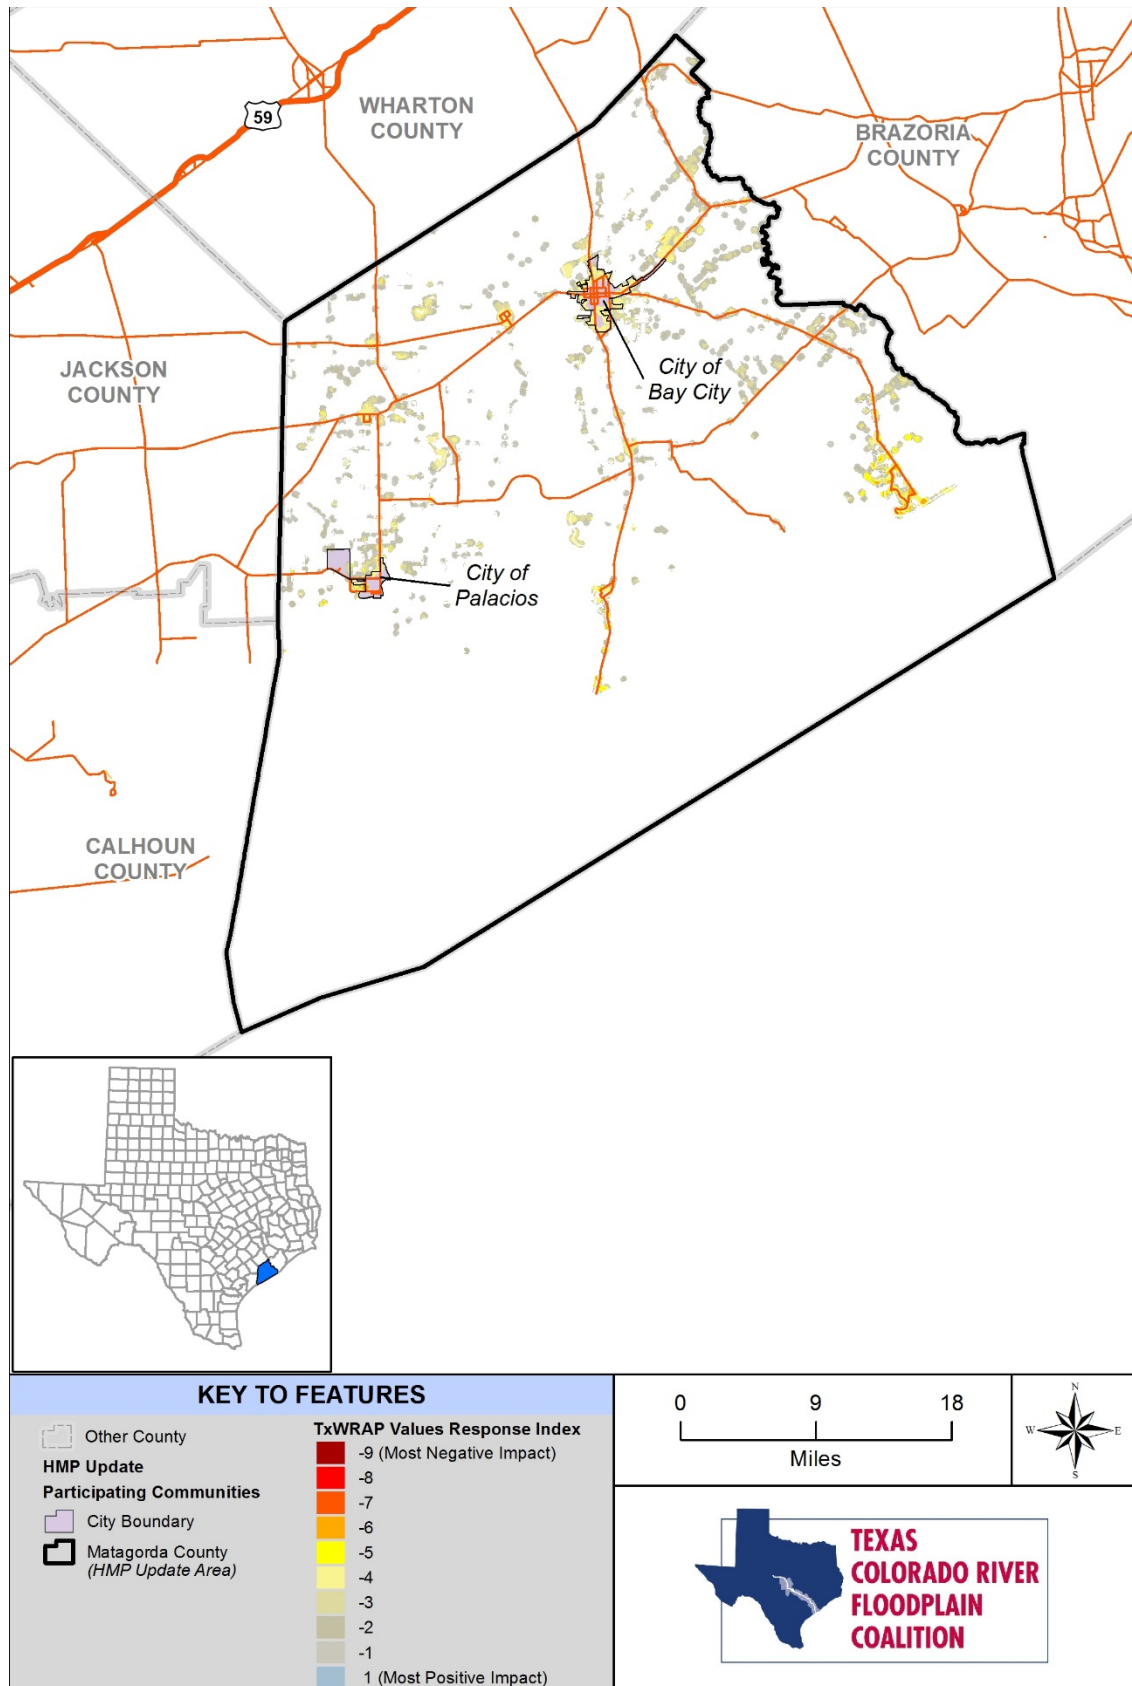 59
WHARTON
COUNTY
BRAZORIA
COUNTY
JACKSON
COUNTY
City of
Bay City
City of
Palacios
CALHOUN
COUNTY
KEY TO FEATURES
Other County
HMP Update
Participating Communities
City Boundary
Matagorda County
(HMP Update Area)
TxWRAP Values Response Index
-9 (Most Negative Impact)
-8
-7
-6
-5
-4
-3
-2
-1
1 (Most Positive Impact)
0 9 18
Miles
N
W E
S
TEXAS
COLORADO RIVER
FLOODPLAIN
COALITION